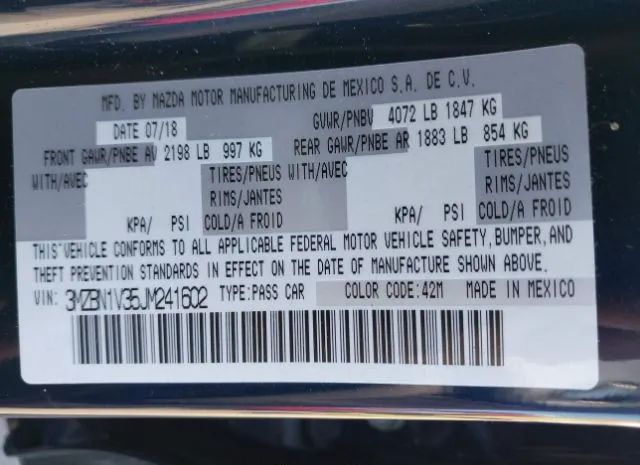 MFD. BY MAZDA MOTOR MANUFACTURING DE MEXICO S.A. DE C.V.
DATE 07/18 GVWR/PNBV 4072 LB 1847 KG
FRONT GAWR/PNBE AV 2198 LB 997 KG REAR GAWR/PNBE AR 1883 LB 854 KG
WITH/AVEC TIRES/PNEUS WITH/AVEC TIRES/PNEUS
RIMS/JANTES RIMS/JANTES
KPA/ PSI COLD/A FROID KPA/ PSI COLD/A FROID
THIS VEHICLE CONFORMS TO ALL APPLICABLE FEDERAL MOTOR VEHICLE SAFETY, BUMPER, AND
THEFT PREVENTION STANDARDS IN EFFECT ON THE DATE OF MANUFACTURE SHOWN ABOVE.
VIN: 3MZBN1V35JM241602 TYPE:PASS CAR COLOR CODE:42M MADE IN MEXICO